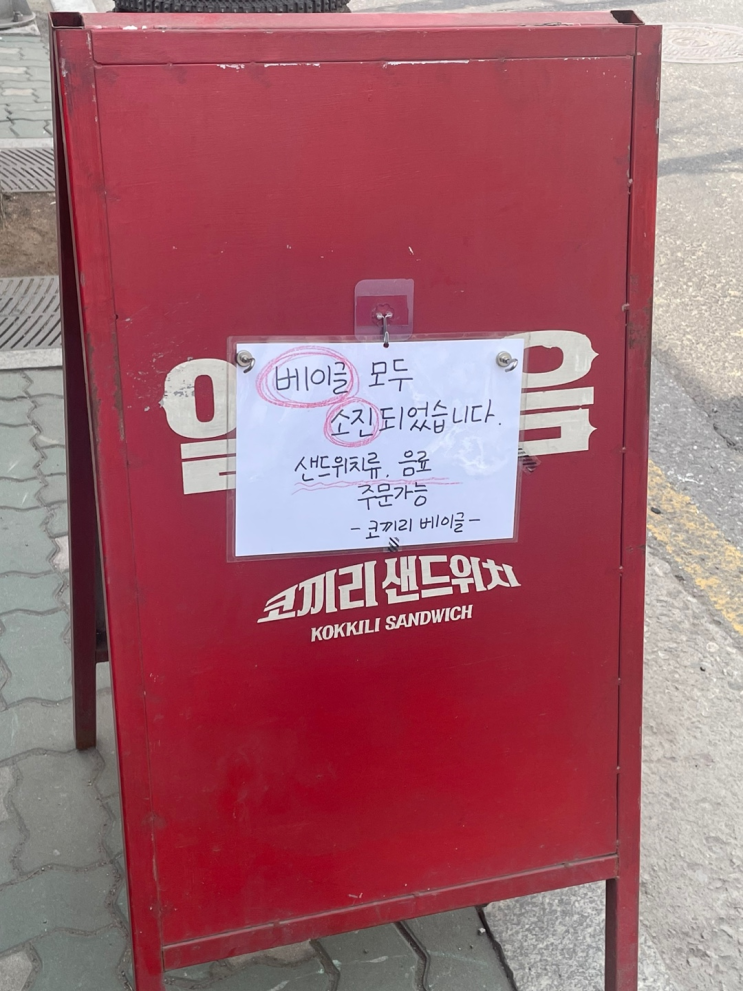 베이글 모두
소진되었습니다.
샌드위치류, 음료
주문가능
- 코끼리 베이글 -
코끼리 샌드위치
KOKKILI SANDWICH